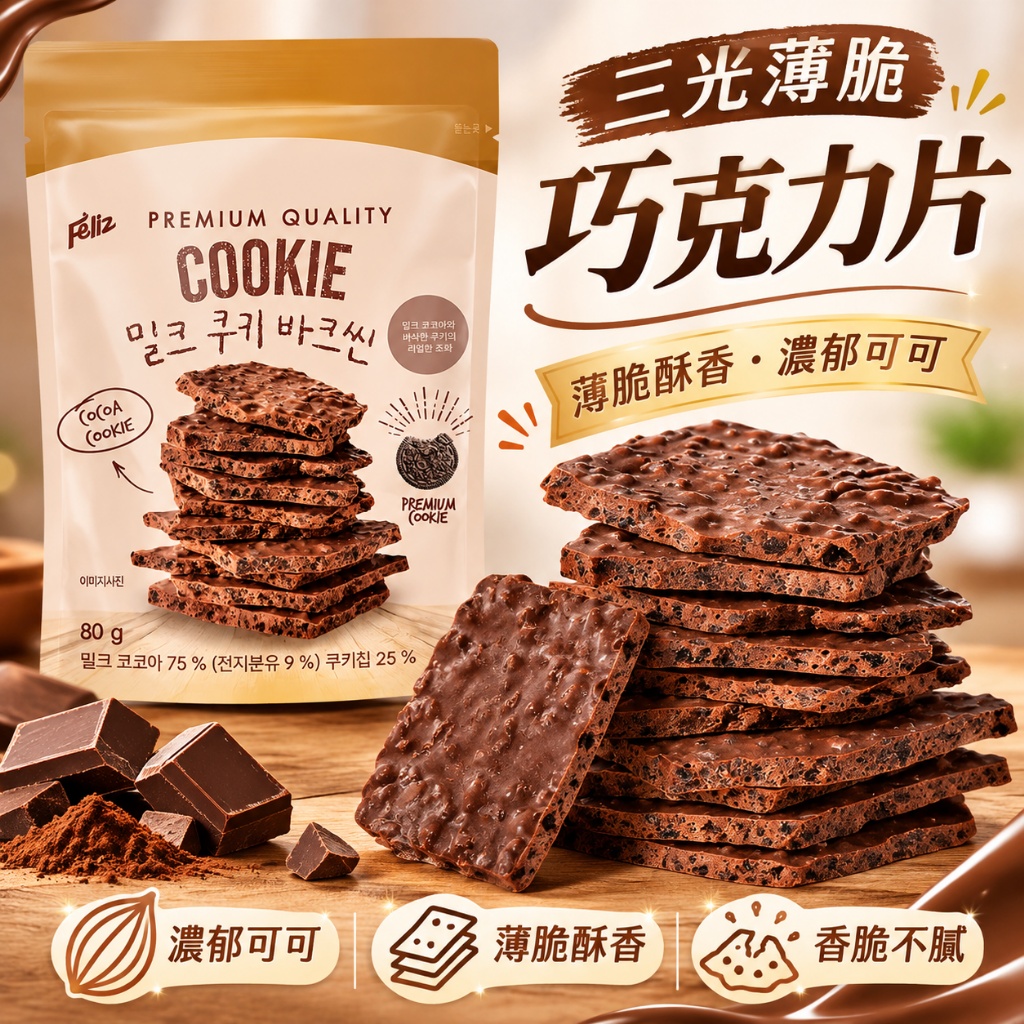 三光薄脆
巧克力片
薄脆酥香・濃郁可可
뜯는곳
Féliz
PREMIUM QUALITY
COOKIE
밀크 쿠키 바크씬
밀크 코코아와
바삭한 쿠키의
리얼한 조화
COCOA
COOKIE
PREMIUM
COOKIE
이미지사진
80 g
밀크 코코아 75 % (전지분유 9 %) 쿠키칩 25 %
濃郁可可
薄脆酥香
香脆不膩